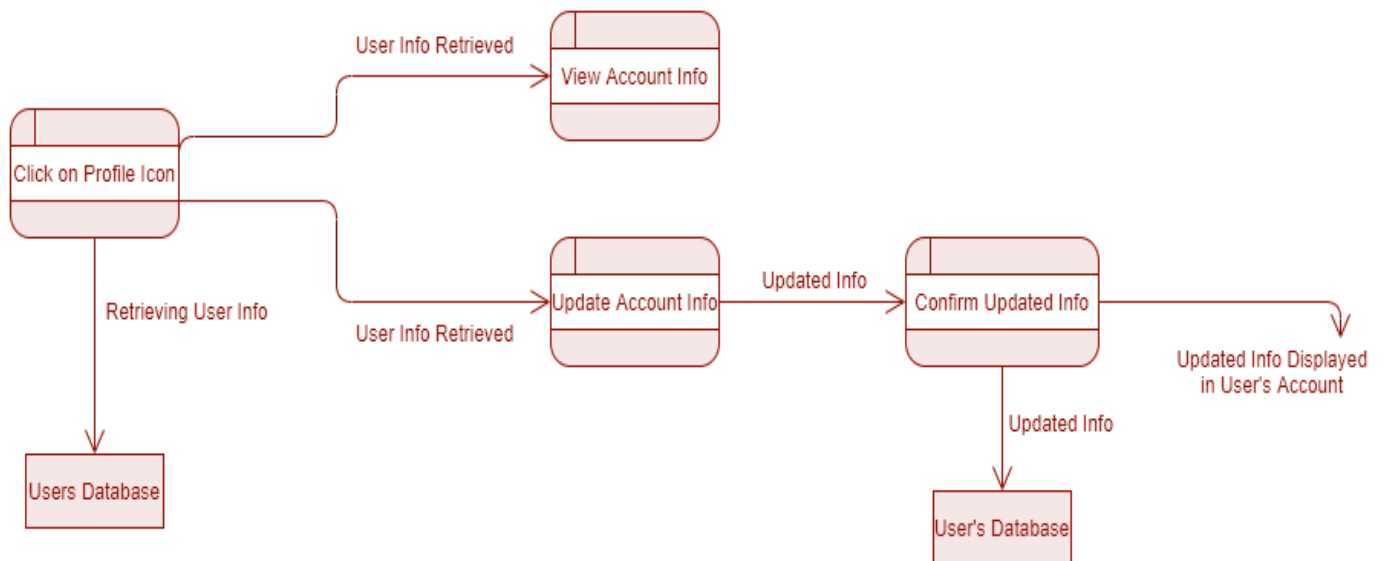 User Info Retrieved
View Account Info
Click on Profile Icon
Retrieving User Info
User Info Retrieved
Update Account Info
Updated Info
Confirm Updated Info
Updated Info Displayed
in User's Account
Updated Info
Users Database
User's Database